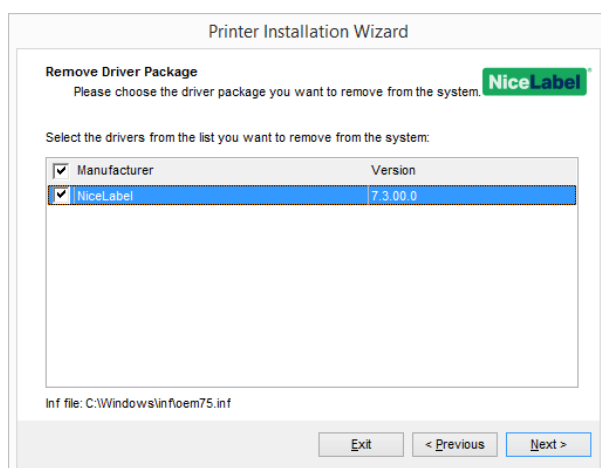 Printer Installation Wizard
Remove Driver Package
Please choose the driver package you want to remove from the system.
NiceLabel
Select the drivers from the list you want to remove from the system:
Manufacturer Version
NiceLabel 7.3.00.0
Inf file: C:\Windows\inf\oem75.inf
Exit < Previous Next >